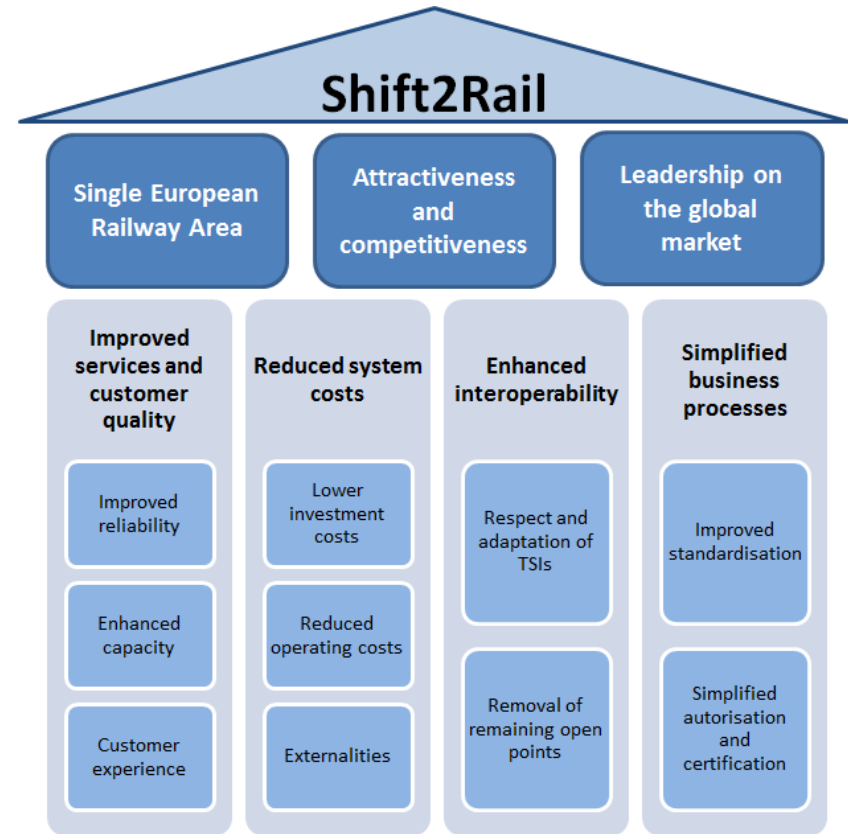 Shift2Rail
Single European
Railway Area
Attractiveness
and
competitiveness
Leadership on
the global
market
Improved
services and
customer
quality
Improved
reliability
Enhanced
capacity
Customer
experience
Reduced system
costs
Lower
investment
costs
Reduced
operating costs
Externalities
Enhanced
interoperability
Respect and
adaptation of
TSIs
Removal of
remaining open
points
Simplified
business
processes
Improved
standardisation
Simplified
autorisation
and
certification